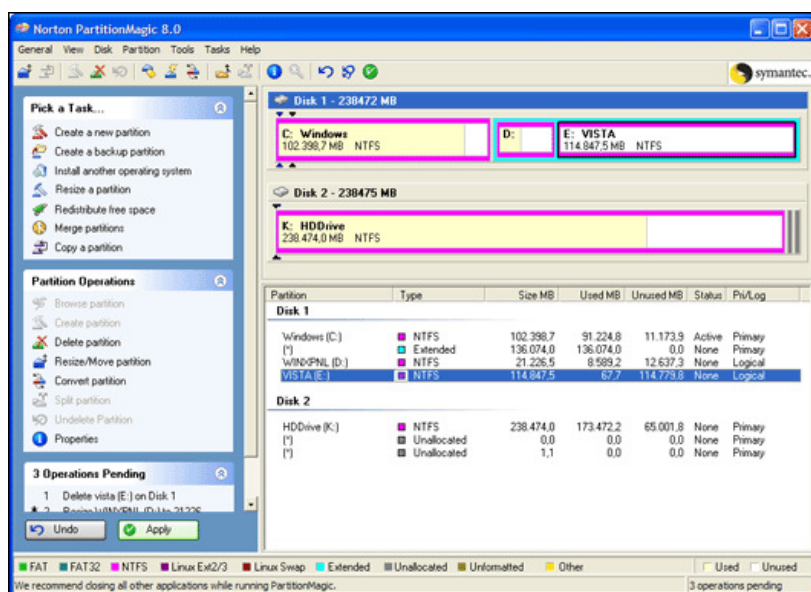 Norton PartitionMagic 8.0
General View Disk Partition Tools Tasks Help
symantec.
Pick a Task...
Create a new partition
Create a backup partition
Install another operating system
Resize a partition
Redistribute free space
Merge partitions
Copy a partition
Partition Operations
Browse partition
Create partition
Delete partition
Resize/Move partition
Convert partition
Split partition
Undelete Partition
Properties
3 Operations Pending
1 Delete vista (E:) on Disk 1
2 Resize WINXPNL (D:) to 21226
Undo Apply
Disk 1 - 238472 MB
C: Windows
102.398,7 MB NTFS
D:
E: VISTA
114.847,5 MB NTFS
Disk 2 - 238475 MB
K: HDDrive
238.474,0 MB NTFS
Partition Type Size MB Used MB Unused MB Status Pri/Log
Disk 1
Windows (C:) NTFS 102.398,7 91.224,8 11.173,9 Active Primary
(*) Extended 136.074,0 136.074,0 0,0 None Primary
WINXPNL (D:) NTFS 21.226,5 8.589,2 12.637,3 None Logical
VISTA (E:) NTFS 114.847,5 67,7 114.779,8 None Logical
Disk 2
HDDrive (K:) NTFS 238.474,0 173.472,2 65.001,8 None Primary
(*) Unallocated 0,0 0,0 0,0 None Primary
(*) Unallocated 1,1 0,0 0,0 None Primary
FAT FAT32 NTFS Linux Ext2/3 Linux Swap Extended Unallocated Unformatted Other Used Unused
We recommend closing all other applications while running PartitionMagic. 3 operations pending